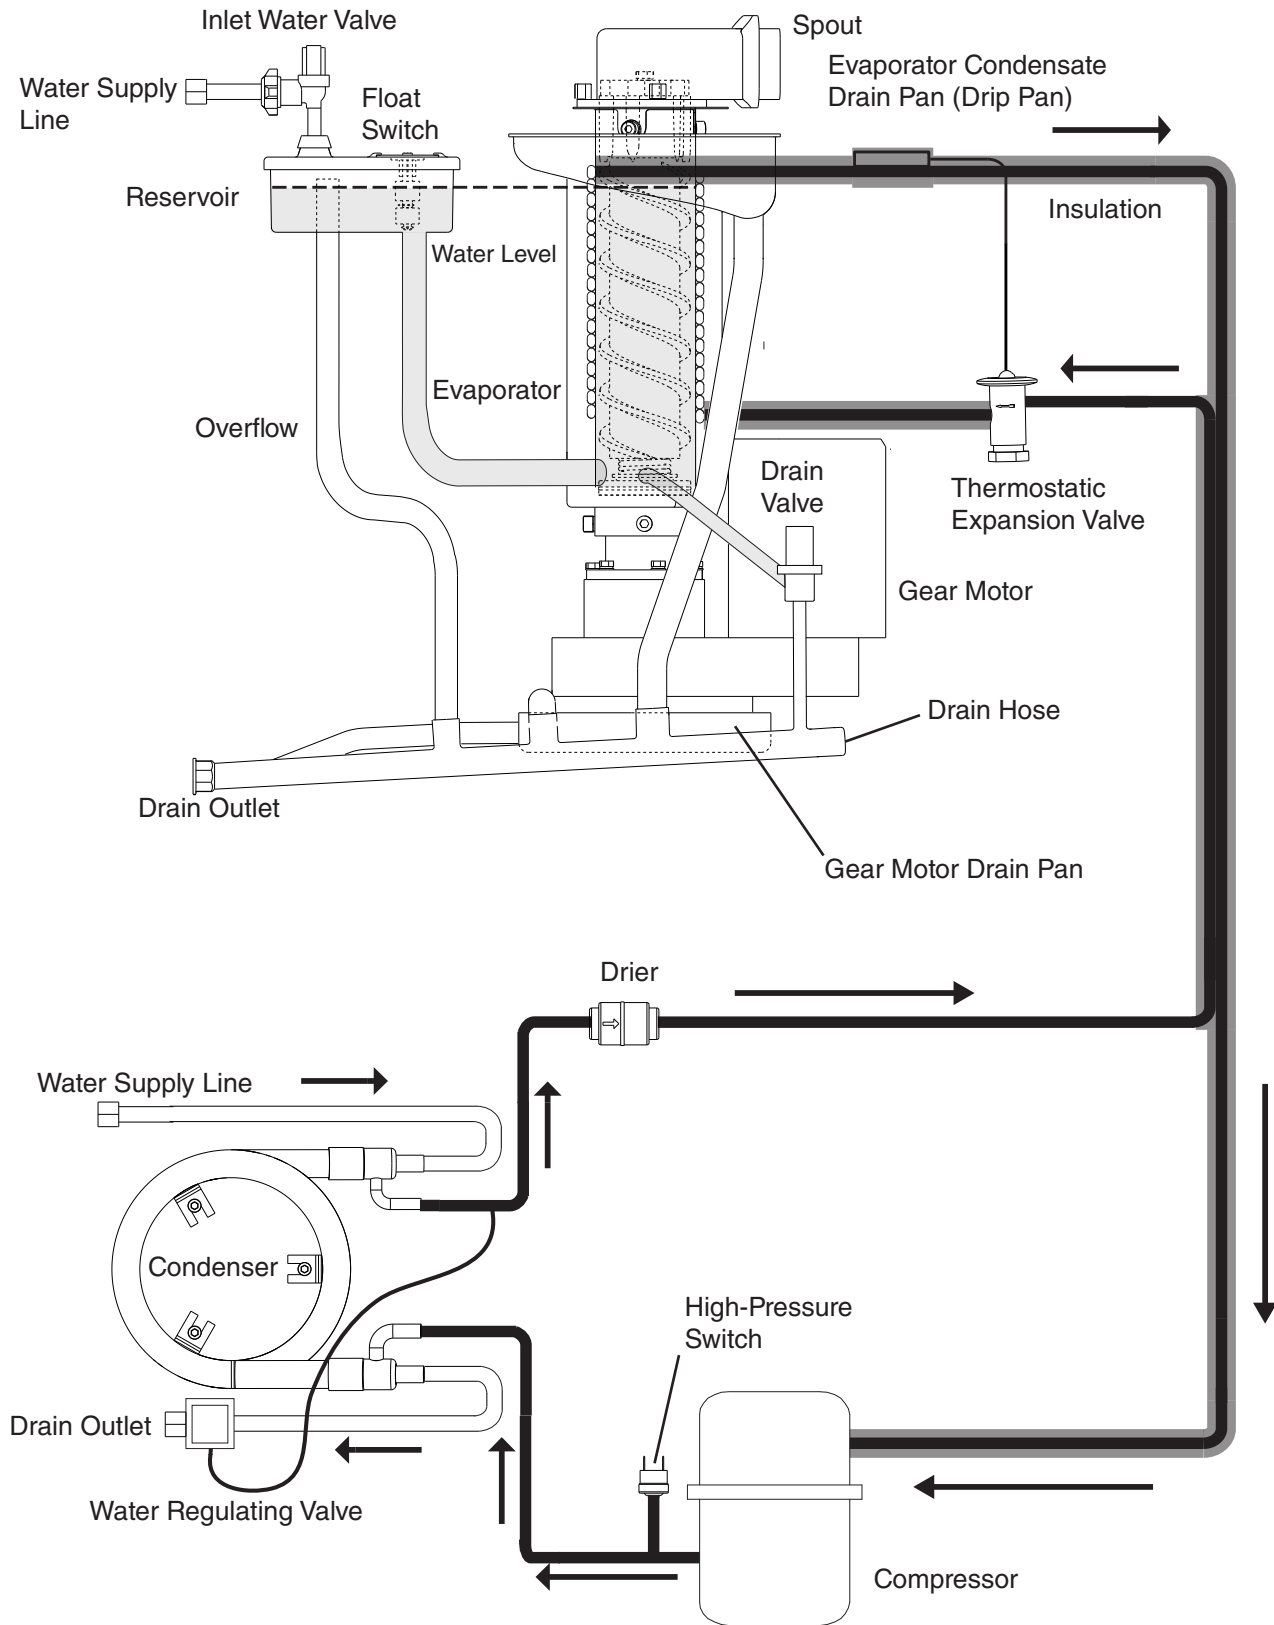 Inlet Water Valve
Spout
Water Supply
Line
Float
Switch
Evaporator Condensate
Drain Pan (Drip Pan)
Reservoir
Insulation
Water Level
Evaporator
Overflow
Drain
Valve
Thermostatic
Expansion Valve
Gear Motor
Drain Hose
Drain Outlet
Gear Motor Drain Pan
Drier
Water Supply Line
Condenser
High-Pressure
Switch
Drain Outlet
Water Regulating Valve
Compressor